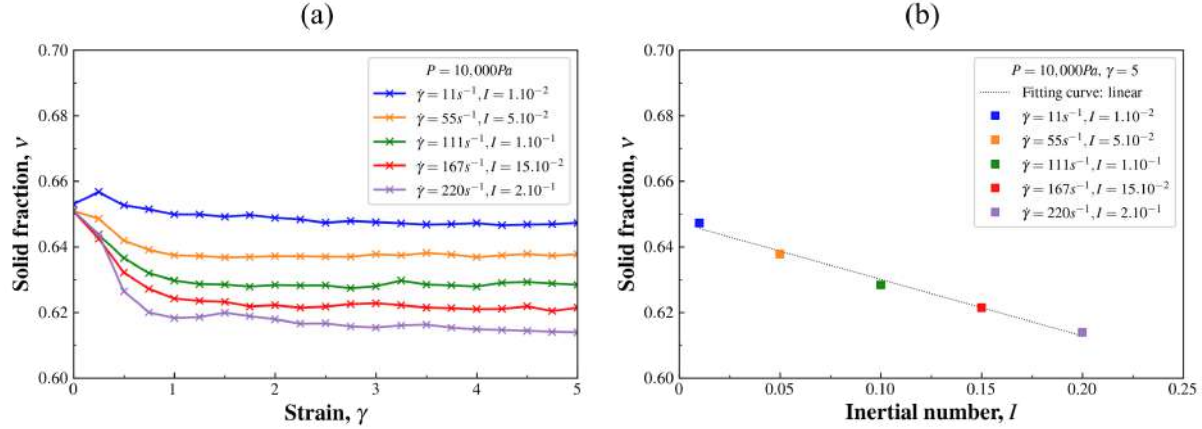 (a)
0.70
0.68
0.66
0.64
0.62
0.60
Solid fraction, ν
P = 10,000Pa
γ̇ = 11s⁻¹, I = 1.10⁻²
γ̇ = 55s⁻¹, I = 5.10⁻²
γ̇ = 111s⁻¹, I = 1.10⁻¹
γ̇ = 167s⁻¹, I = 15.10⁻²
γ̇ = 220s⁻¹, I = 2.10⁻¹
0 1 2 3 4 5
Strain, γ
(b)
0.70
0.68
0.66
0.64
0.62
0.60
Solid fraction, ν
P = 10,000Pa, γ = 5
Fitting curve: linear
γ̇ = 11s⁻¹, I = 1.10⁻²
γ̇ = 55s⁻¹, I = 5.10⁻²
γ̇ = 111s⁻¹, I = 1.10⁻¹
γ̇ = 167s⁻¹, I = 15.10⁻²
γ̇ = 220s⁻¹, I = 2.10⁻¹
0 0.05 0.10 0.15 0.20 0.25
Inertial number, I